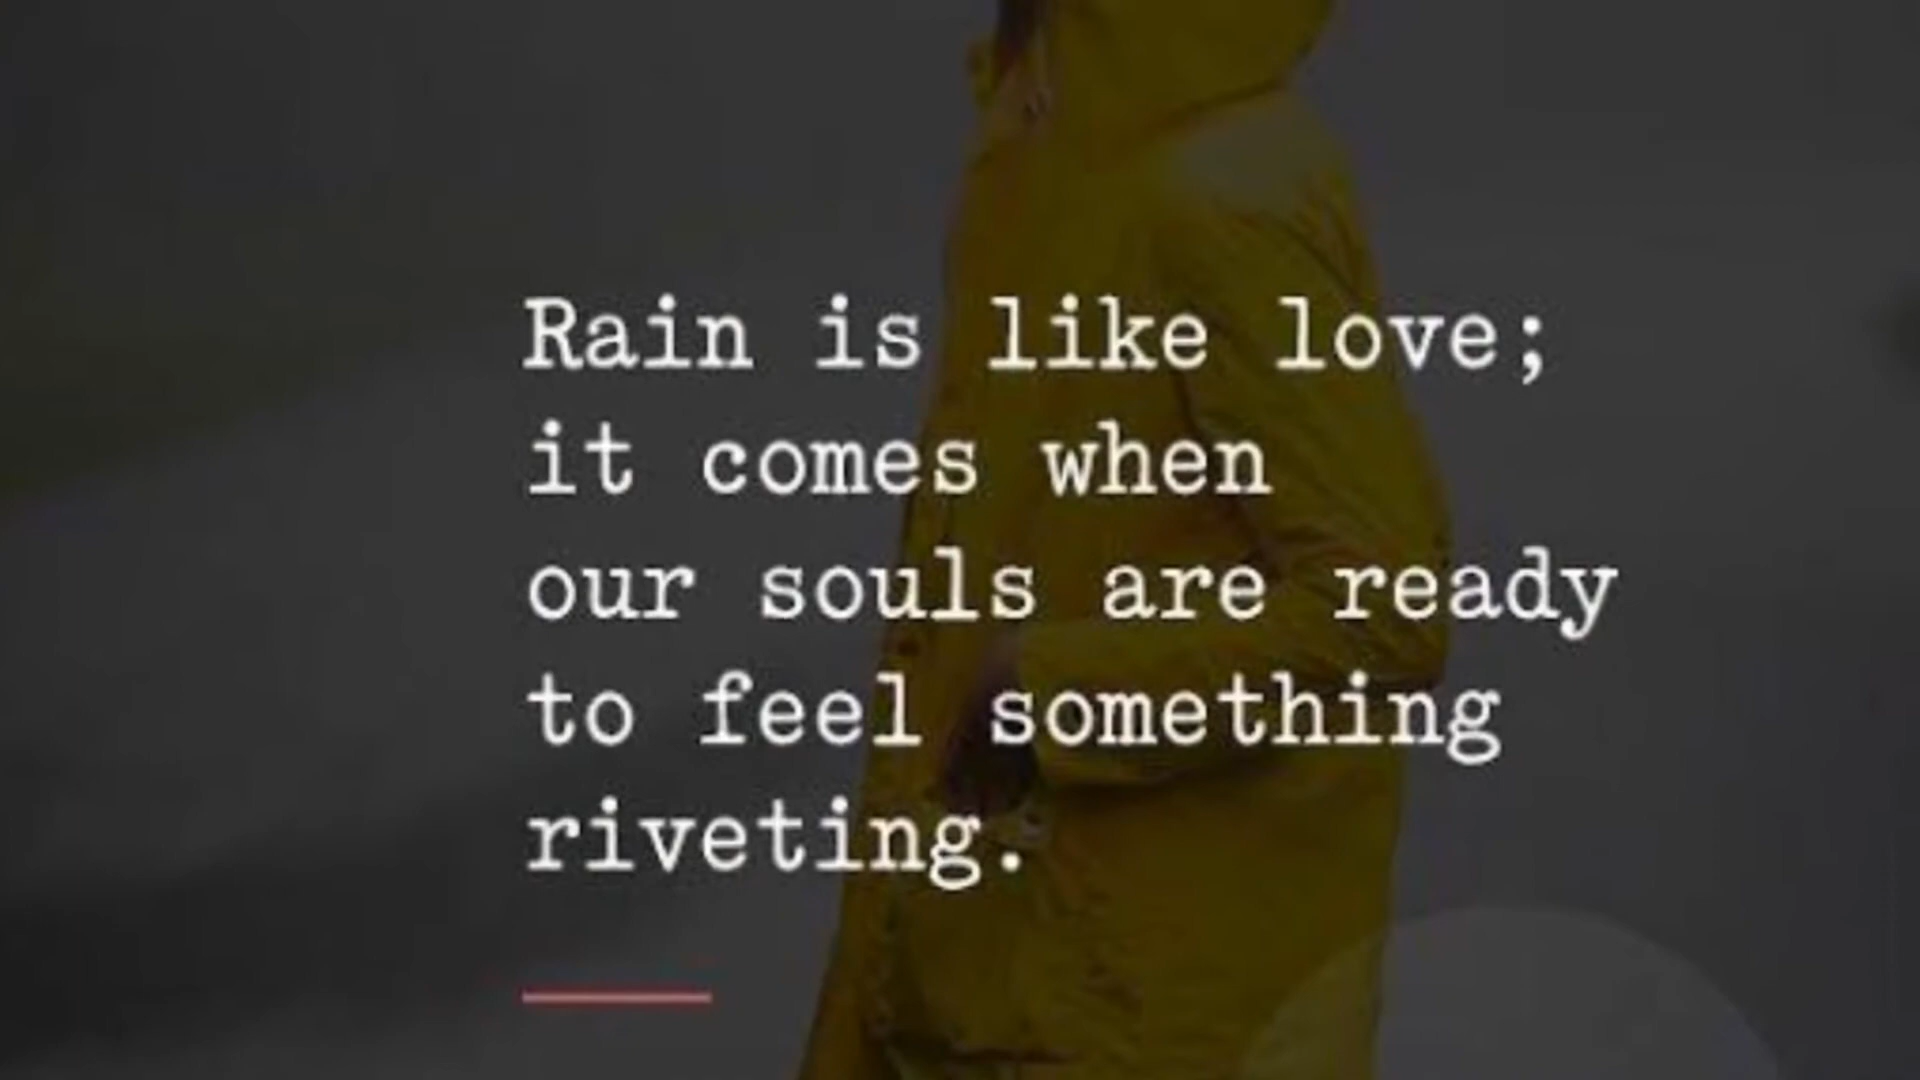 Rain is like love;
it comes when
our souls are ready
to feel something
riveting.